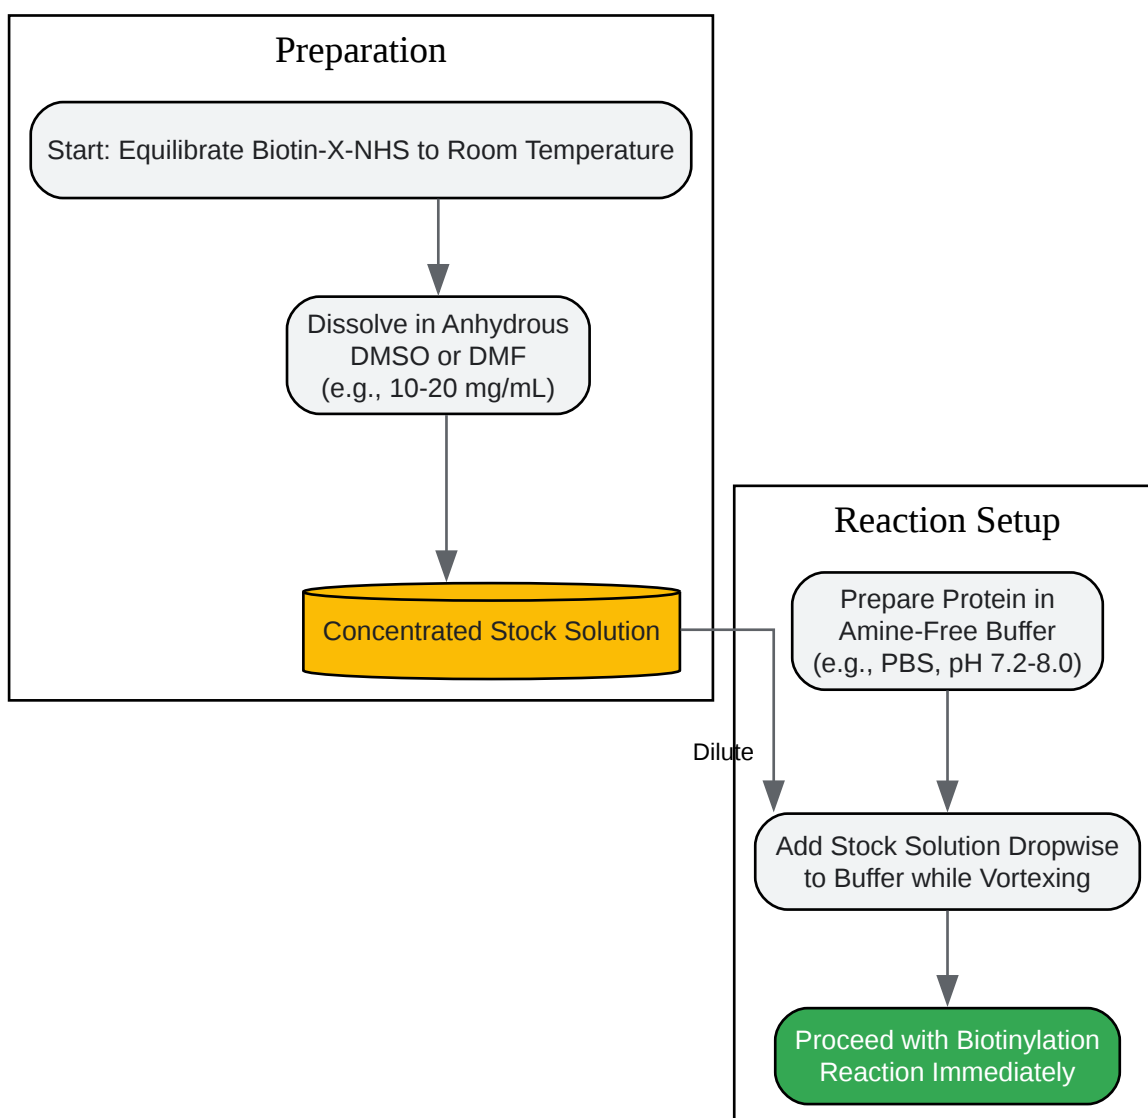 Preparation
Start: Equilibrate Biotin-X-NHS to Room Temperature
Dissolve in Anhydrous
DMSO or DMF
(e.g., 10-20 mg/mL)
Concentrated Stock Solution
Reaction Setup
Prepare Protein in
Amine-Free Buffer
(e.g., PBS, pH 7.2-8.0)
Dilute
Add Stock Solution Dropwise
to Buffer while Vortexing
Proceed with Biotinylation
Reaction Immediately